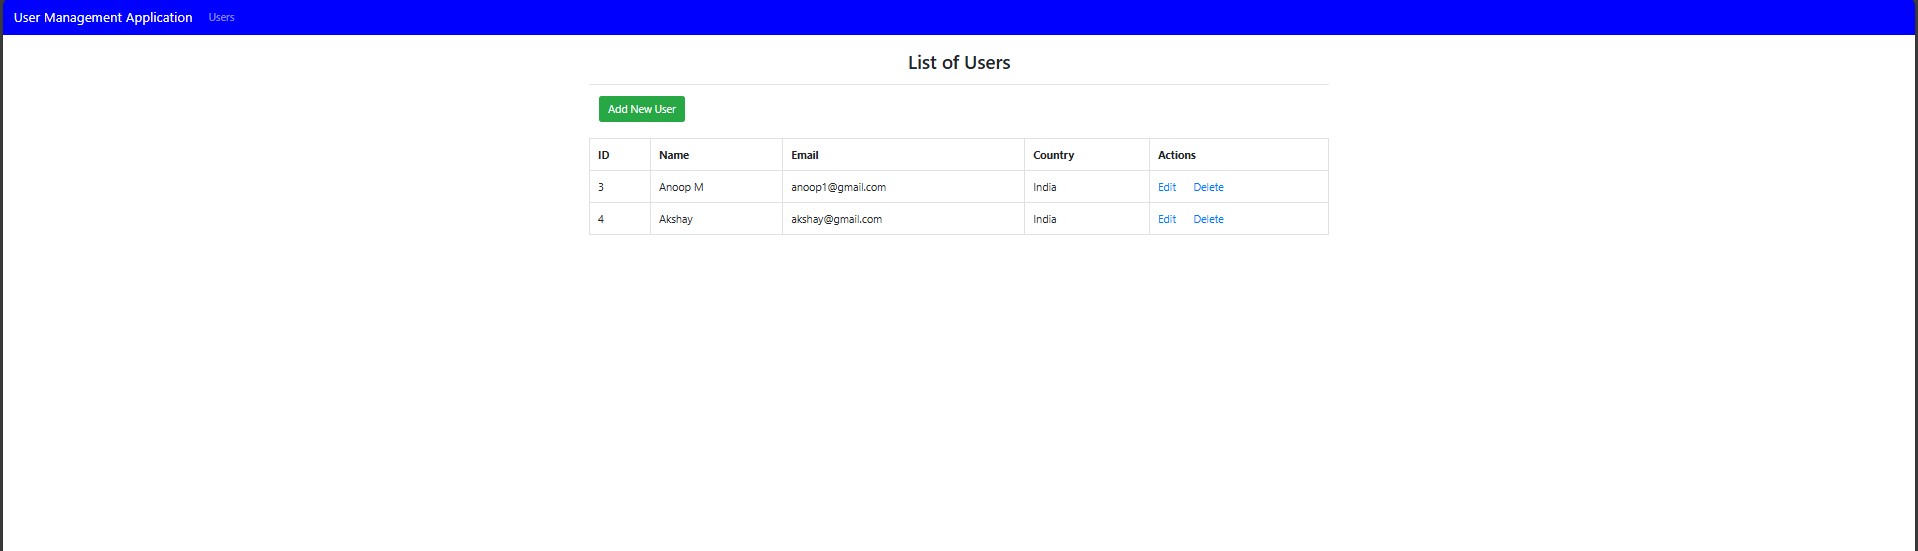 User Management Application Users
List of Users
Add New User
ID Name Email Country Actions
3 Anoop M anoop1@gmail.com India Edit Delete
4 Akshay akshay@gmail.com India Edit Delete